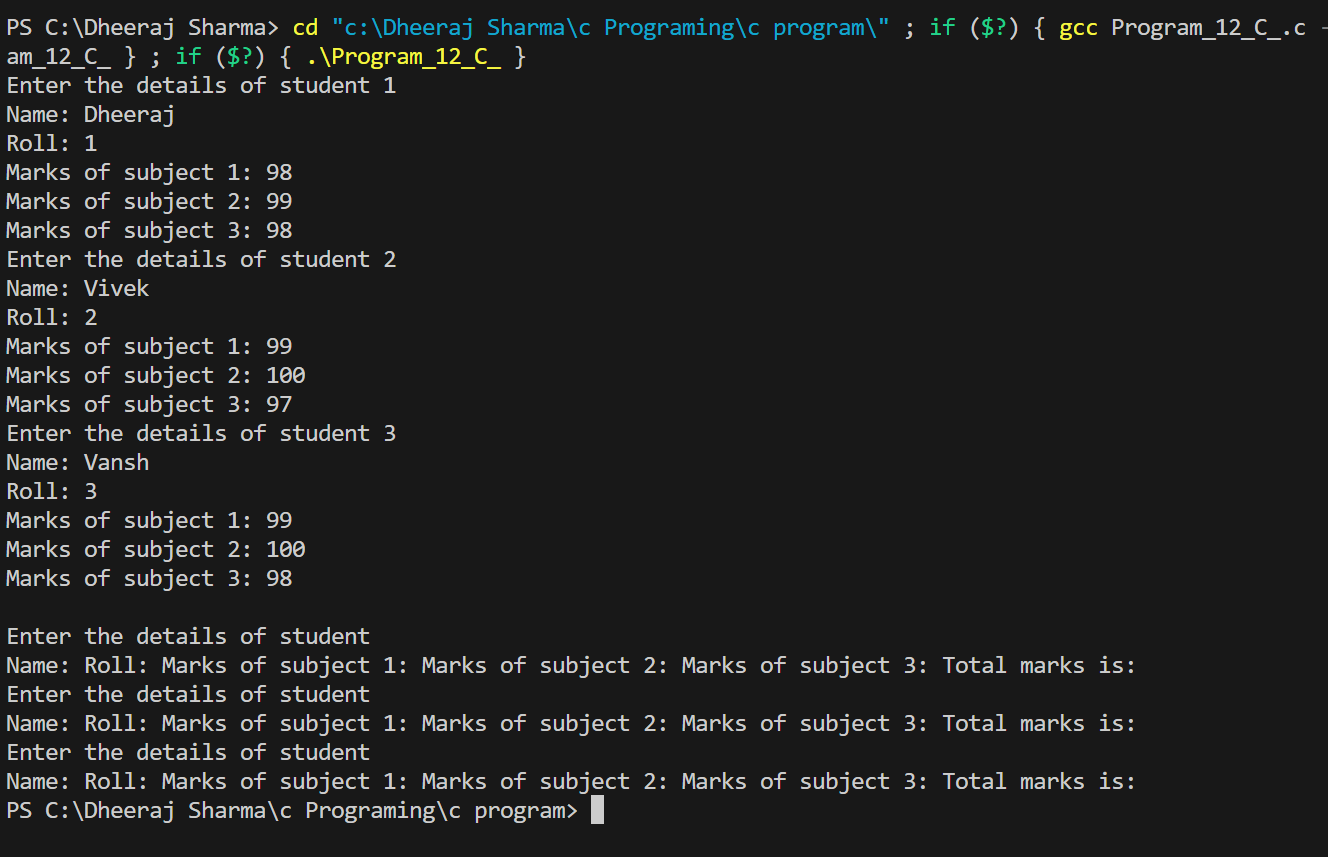 PS C:\Dheeraj Sharma> cd "c:\Dheeraj Sharma\c Programing\c program\" ; if ($?) { gcc Program_12_C_.c -
am_12_C_ } ; if ($?) { .\Program_12_C_ }
Enter the details of student 1
Name: Dheeraj
Roll: 1
Marks of subject 1: 98
Marks of subject 2: 99
Marks of subject 3: 98
Enter the details of student 2
Name: Vivek
Roll: 2
Marks of subject 1: 99
Marks of subject 2: 100
Marks of subject 3: 97
Enter the details of student 3
Name: Vansh
Roll: 3
Marks of subject 1: 99
Marks of subject 2: 100
Marks of subject 3: 98
Enter the details of student
Name: Roll: Marks of subject 1: Marks of subject 2: Marks of subject 3: Total marks is:
Enter the details of student
Name: Roll: Marks of subject 1: Marks of subject 2: Marks of subject 3: Total marks is:
Enter the details of student
Name: Roll: Marks of subject 1: Marks of subject 2: Marks of subject 3: Total marks is:
PS C:\Dheeraj Sharma\c Programing\c program>